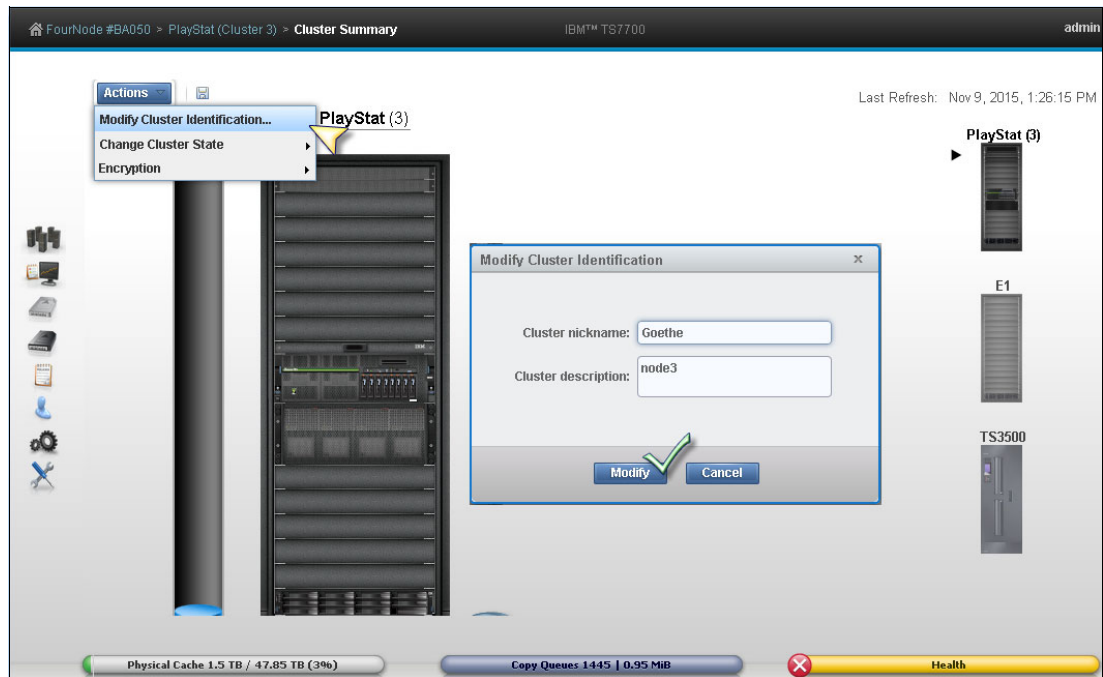 FourNode #BA050 > PlayStat (Cluster 3) > Cluster Summary
IBM™ TS7700
admin
Actions
Last Refresh: Nov 9, 2015, 1:26:15 PM
Modify Cluster Identification...
Change Cluster State
Encryption
PlayStat (3)
PlayStat (3)
E1
TS3500
Modify Cluster Identification x
Cluster nickname: Goethe
Cluster description: node3
Modify Cancel
IBM
Physical Cache 1.5 TB / 47.85 TB (3%)
Copy Queues 1445 | 0.95 MiB
Health